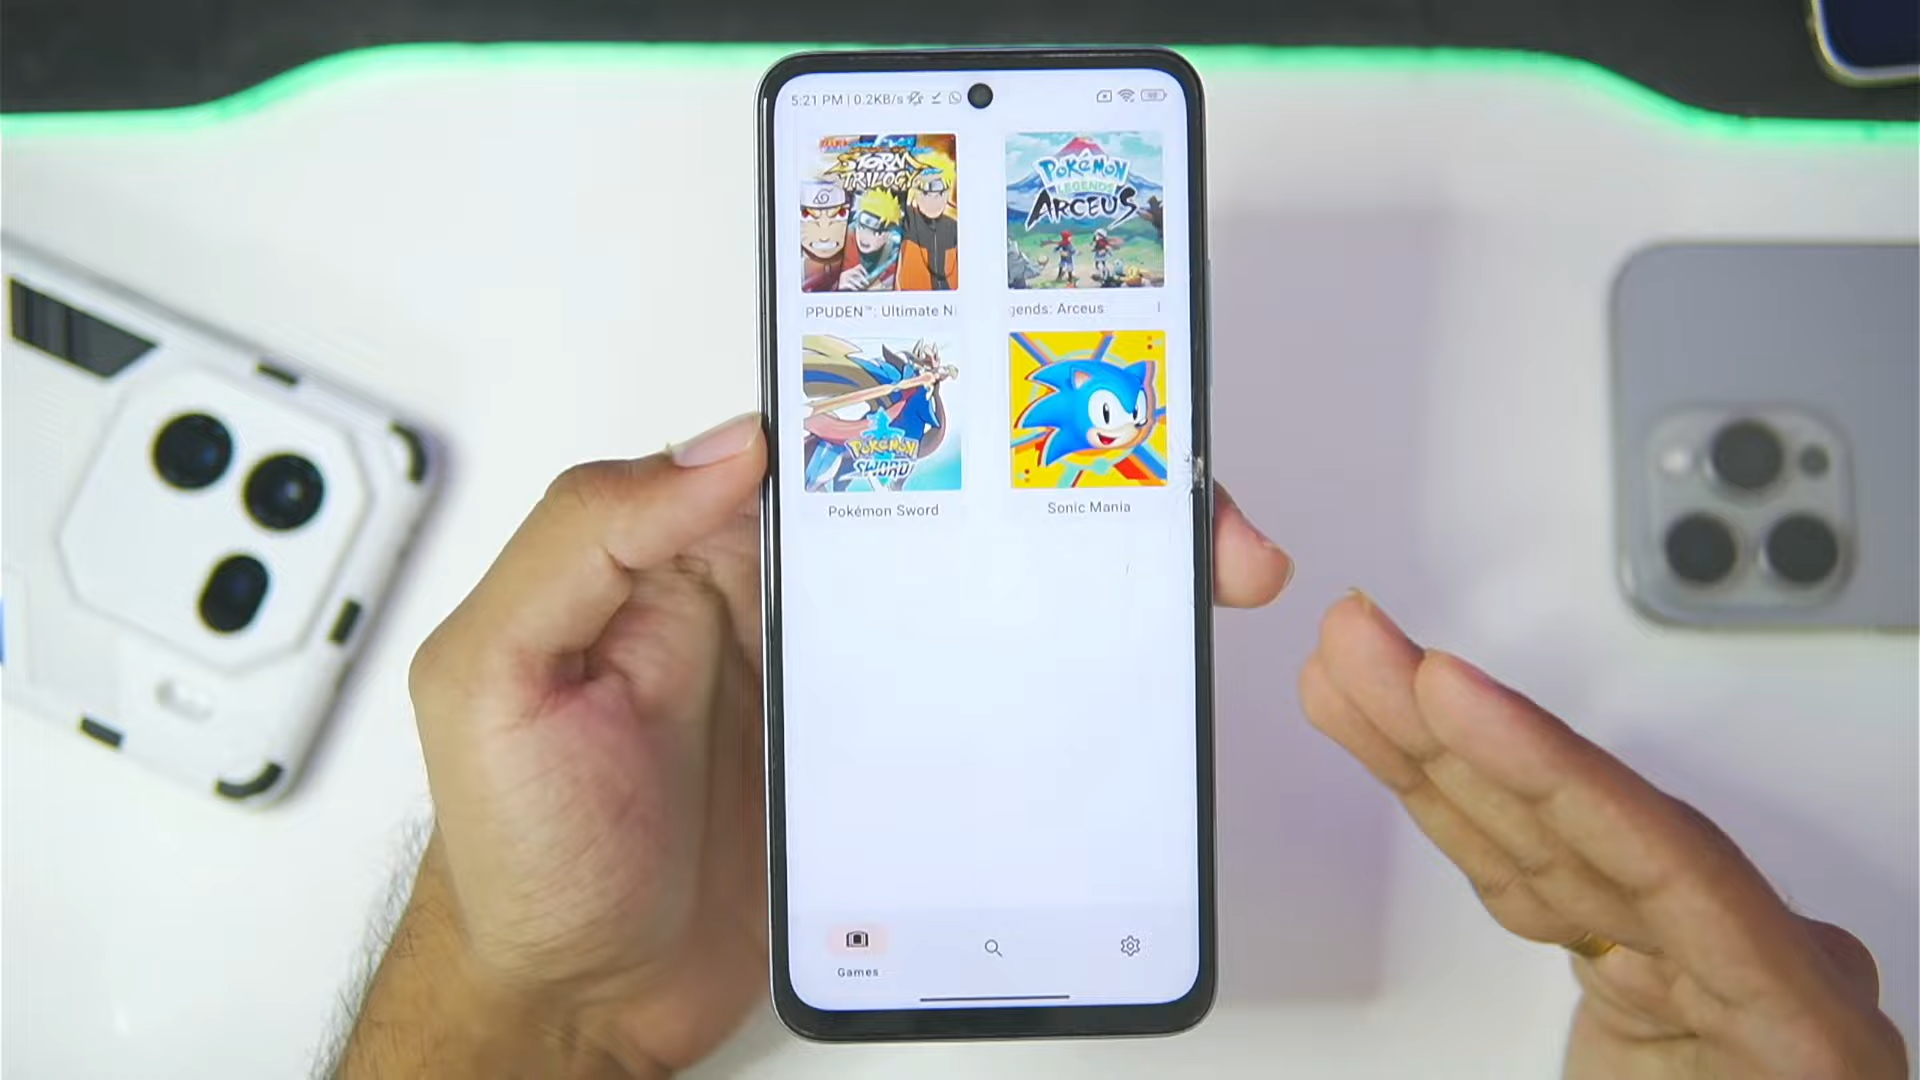 5:21 PM | 0.2KB/s
STORM
TRILOGY
POKéMON
LEGENDS
ARCEUS
PPUDEN™: Ultimate Ni
gends: Arceus
POKéMON
SWORD
Pokémon Sword
Sonic Mania
Games